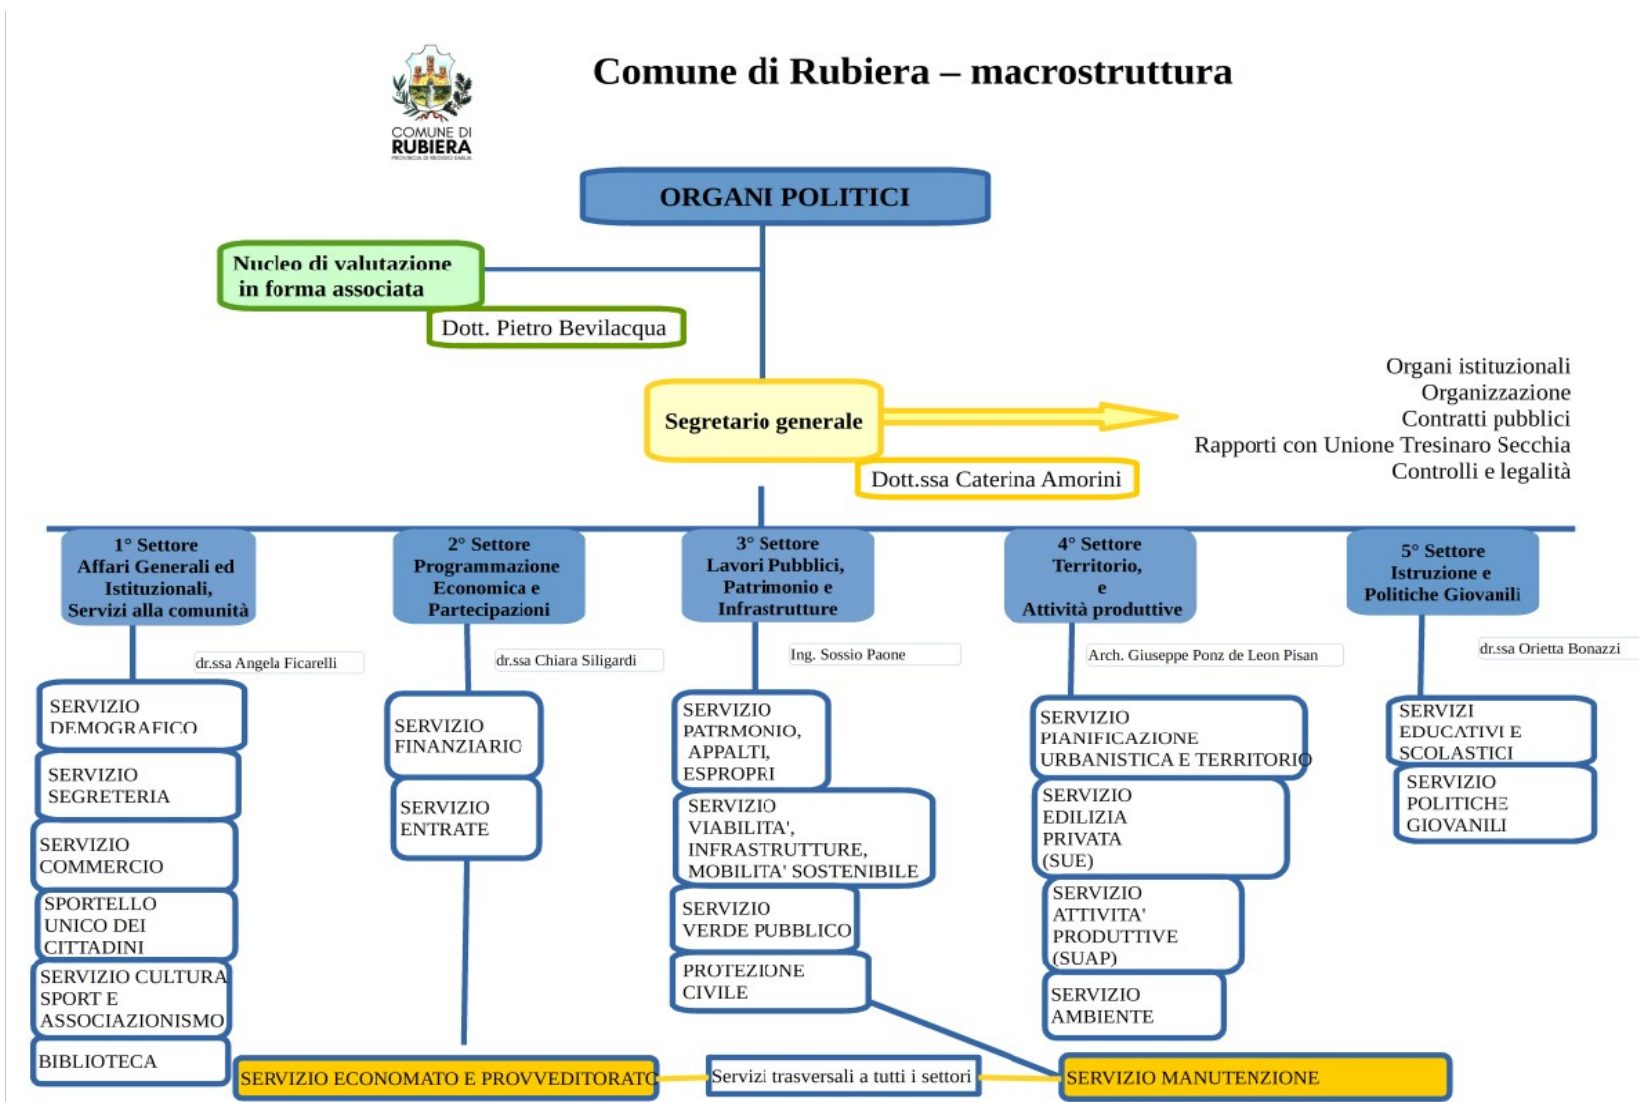 Comune di Rubiera – macrostruttura
COMUNE DI
RUBIERA
PROVINCIA DI REGGIO EMILIA
ORGANI POLITICI
Nucleo di valutazione
in forma associata
Dott. Pietro Bevilacqua
Segretario generale
Dott.ssa Caterina Amorini
Organi istituzionali
Organizzazione
Contratti pubblici
Rapporti con Unione Tresinaro Secchia
Controlli e legalità
1° Settore
Affari Generali ed
Istituzionali,
Servizi alla comunità
dr.ssa Angela Ficarelli
SERVIZIO
DEMOGRAFICO
SERVIZIO
SEGRETERIA
SERVIZIO
COMMERCIO
SPORTELLO
UNICO DEI
CITTADINI
SERVIZIO CULTURA
SPORT E
ASSOCIAZIONISMO
BIBLIOTECA
2° Settore
Programmazione
Economica e
Partecipazioni
dr.ssa Chiara Siligardi
SERVIZIO
FINANZIARIO
SERVIZIO
ENTRATE
3° Settore
Lavori Pubblici,
Patrimonio e
Infrastrutture
Ing. Sossio Paone
SERVIZIO
PATRMONIO,
APPALTI,
ESPROPRI
SERVIZIO
VIABILITA',
INFRASTRUTTURE,
MOBILITA' SOSTENIBILE
SERVIZIO
VERDE PUBBLICO
PROTEZIONE
CIVILE
4° Settore
Territorio,
e
Attività produttive
Arch. Giuseppe Ponz de Leon Pisan
SERVIZIO
PIANIFICAZIONE
URBANISTICA E TERRITORIO
SERVIZIO
EDILIZIA
PRIVATA
(SUE)
SERVIZIO
ATTIVITA'
PRODUTTIVE
(SUAP)
SERVIZIO
AMBIENTE
5° Settore
Istruzione e
Politiche Giovanili
dr.ssa Orietta Bonazzi
SERVIZI
EDUCATIVI E
SCOLASTICI
SERVIZIO
POLITICHE
GIOVANILI
SERVIZIO ECONOMATO E PROVVEDITORATO
Servizi trasversali a tutti i settori
SERVIZIO MANUTENZIONE